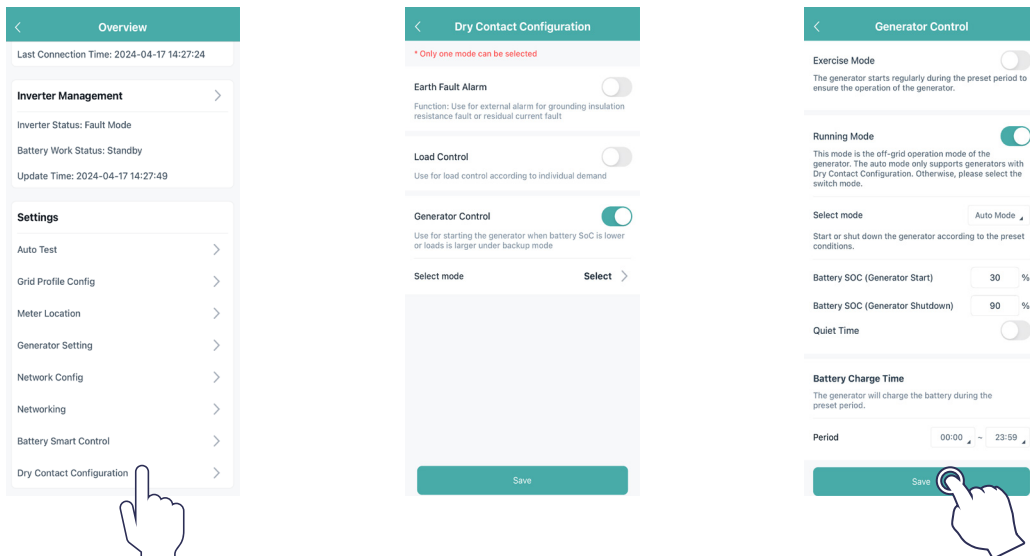 Overview
Last Connection Time: 2024-04-17 14:27:24
Inverter Management
Inverter Status: Fault Mode
Battery Work Status: Standby
Update Time: 2024-04-17 14:27:49
Settings
Auto Test
Grid Profile Config
Meter Location
Generator Setting
Network Config
Networking
Battery Smart Control
Dry Contact Configuration
Dry Contact Configuration
* Only one mode can be selected
Earth Fault Alarm
Function: Use for external alarm for grounding insulation
resistance fault or residual current fault
Load Control
Use for load control according to individual demand
Generator Control
Use for starting the generator when battery SoC is lower
or loads is larger under backup mode
Select mode Select
Save
Generator Control
Exercise Mode
The generator starts regularly during the preset period to
ensure the operation of the generator.
Running Mode
This mode is the off-grid operation mode of the
generator. The auto mode only supports generators with
Dry Contact Configuration. Otherwise, please select the
switch mode.
Select mode Auto Mode
Start or shut down the generator according to the preset
conditions.
Battery SOC (Generator Start) 30 %
Battery SOC (Generator Shutdown) 90 %
Quiet Time
Battery Charge Time
The generator will charge the battery during the
preset period.
Period 00:00 ~ 23:59
Save